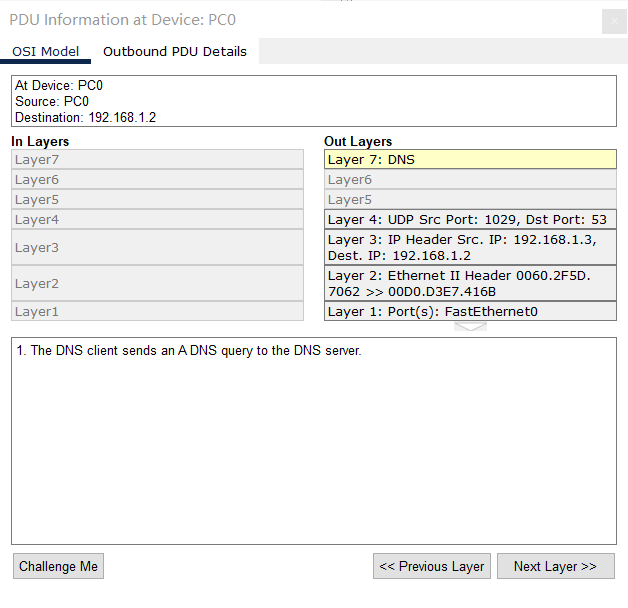 PDU Information at Device: PC0
OSI Model
Outbound PDU Details
At Device: PC0
Source: PC0
Destination: 192.168.1.2
In Layers
Layer7
Layer6
Layer5
Layer4
Layer3
Layer2
Layer1
Out Layers
Layer 7: DNS
Layer6
Layer5
Layer 4: UDP Src Port: 1029, Dst Port: 53
Layer 3: IP Header Src. IP: 192.168.1.3,
Dest. IP: 192.168.1.2
Layer 2: Ethernet II Header 0060.2F5D.
7062 >> 00D0.D3E7.416B
Layer 1: Port(s): FastEthernet0
1. The DNS client sends an A DNS query to the DNS server.
Challenge Me
<< Previous Layer
Next Layer >>